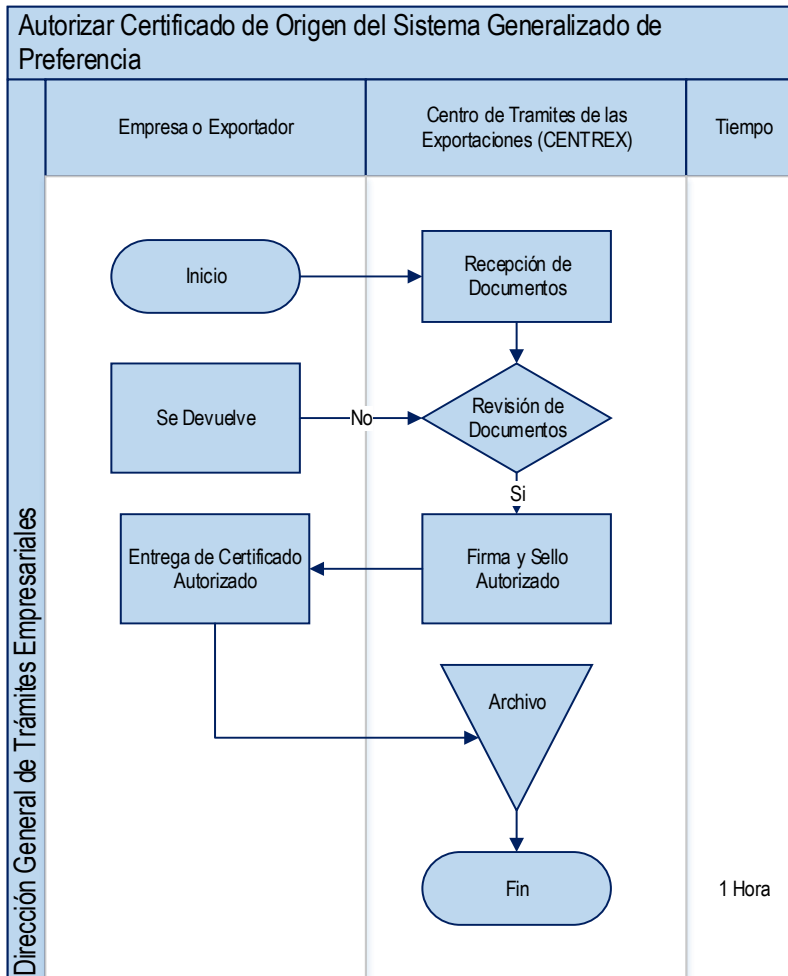 Autorizar Certificado de Origen del Sistema Generalizado de
Preferencia
Dirección General de Trámites Empresariales
Empresa o Exportador
Centro de Tramites de las
Exportaciones (CENTREX)
Tiempo
Inicio
Recepción de
Documentos
Se Devuelve
No
Revisión de
Documentos
Si
Entrega de Certificado
Autorizado
Firma y Sello
Autorizado
Archivo
Fin
1 Hora